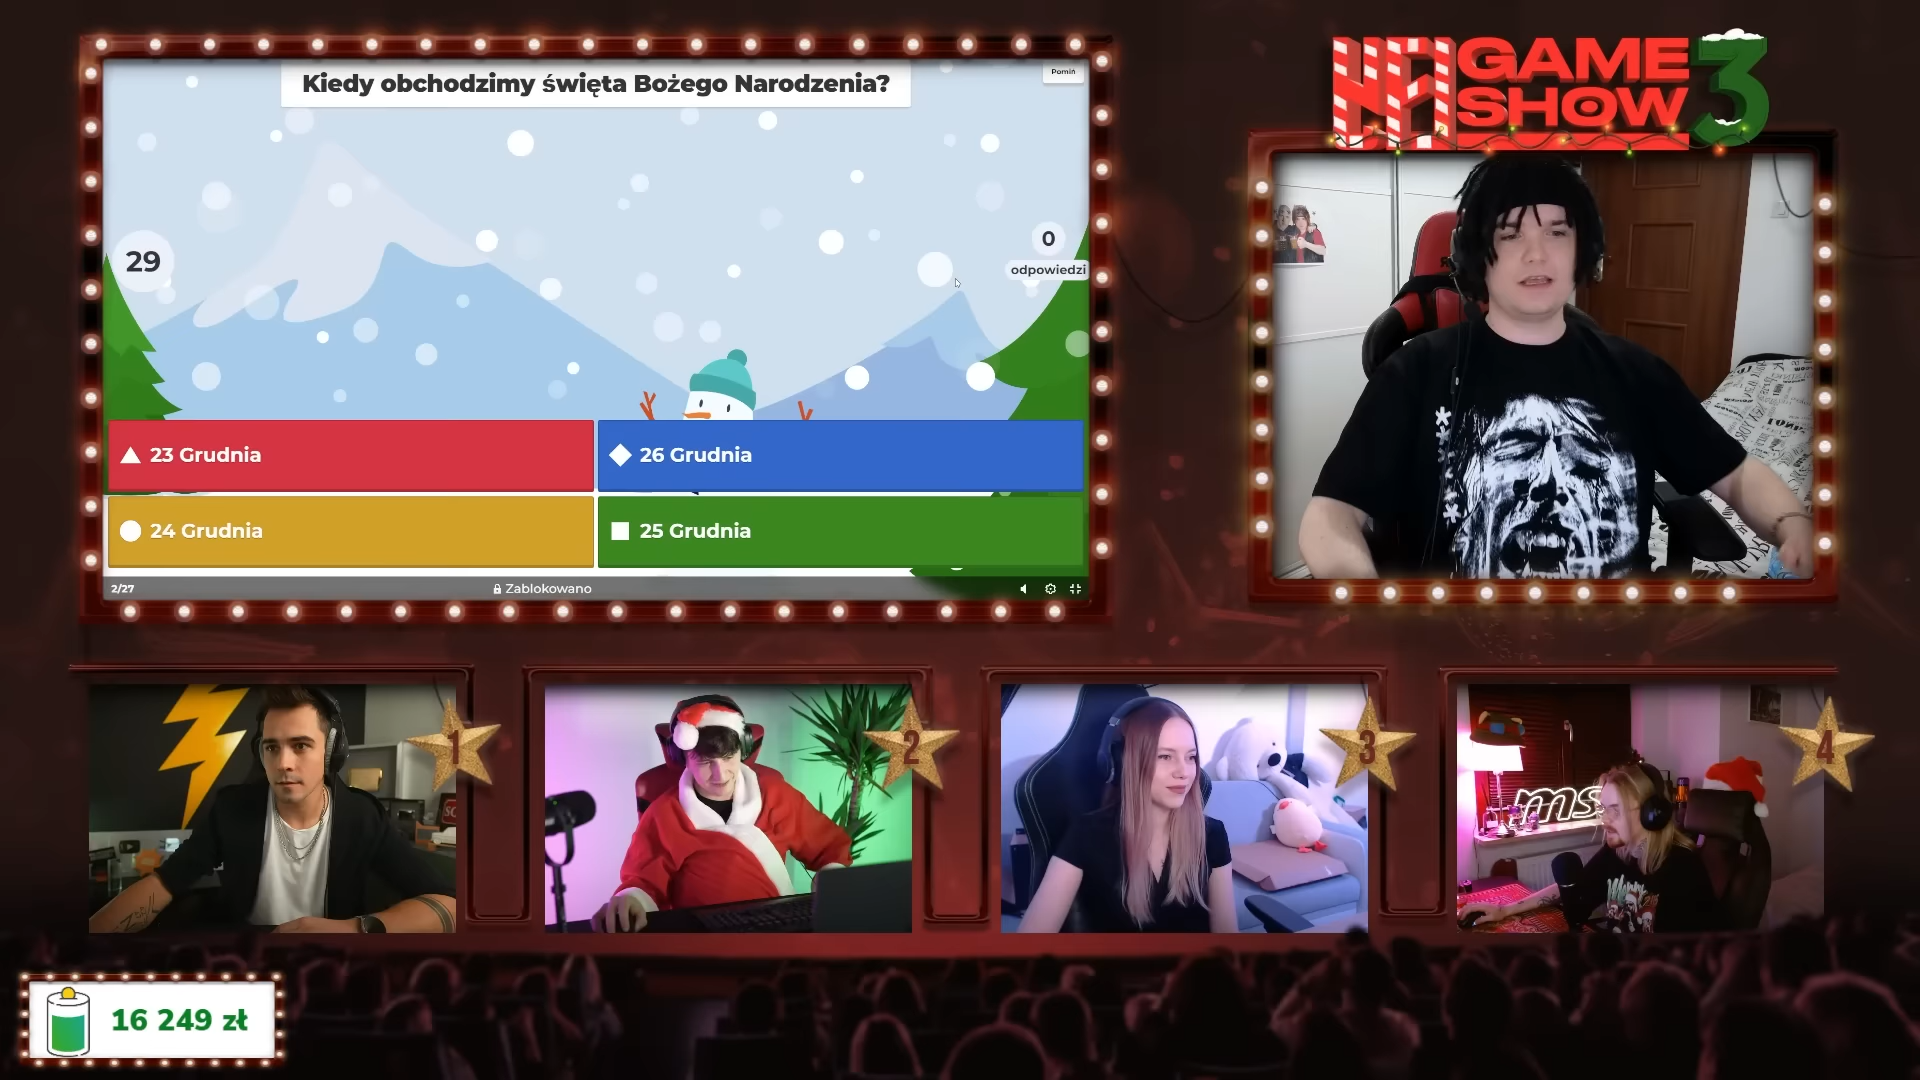 Kiedy obchodzimy święta Bożego Narodzenia?
Pomiń
GAME
SHOW
3
29
0
odpowiedzi
23 Grudnia
26 Grudnia
24 Grudnia
25 Grudnia
2/27
Zablokowano
1
2
3
4
ms
16 249 zł